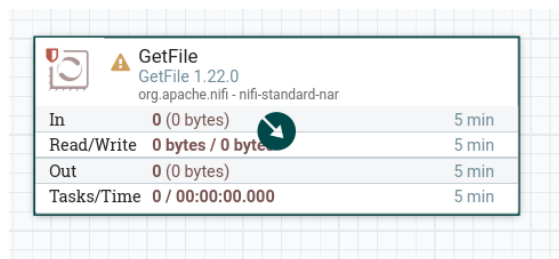 GetFile
GetFile 1.22.0
org.apache.nifi - nifi-standard-nar
In 0 (0 bytes) 5 min
Read/Write 0 bytes / 0 5 min
Out 0 (0 bytes) 5 min
Tasks/Time 0 / 00:00:00.000 5 min